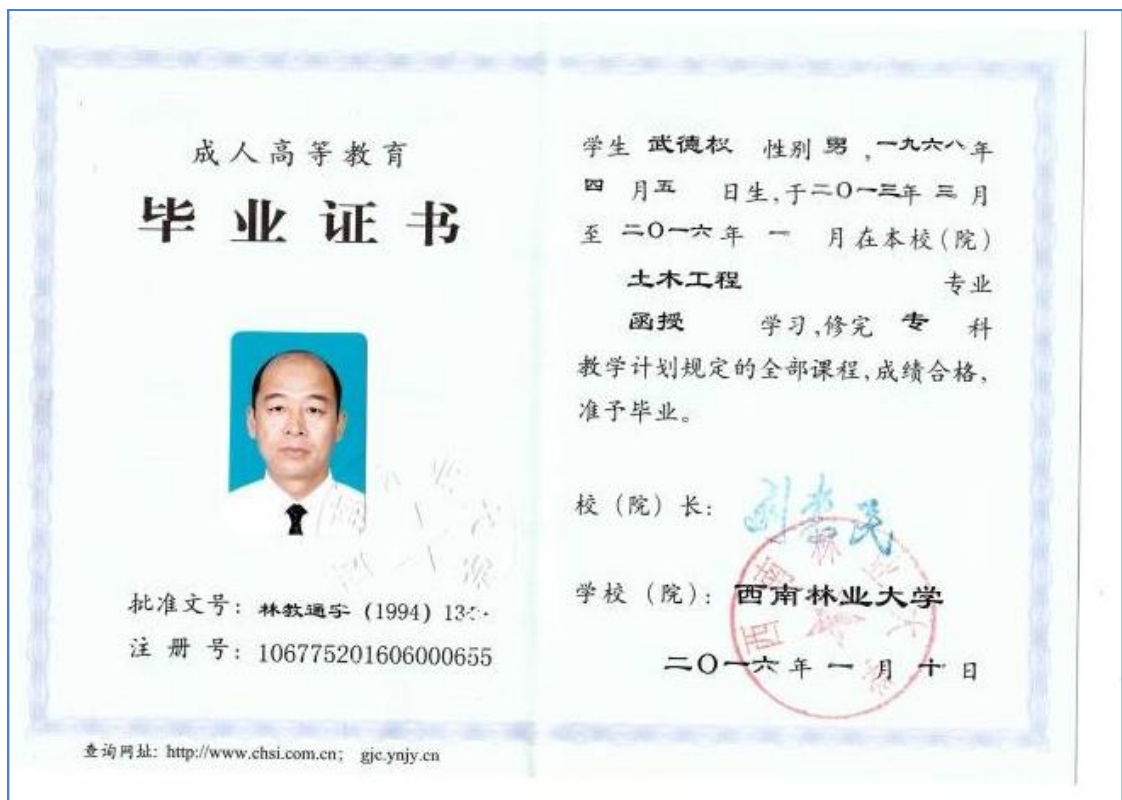 成人高等教育
毕业证书
批准文号：林教通字 (1994) 13
注册号：106775201606000655
查询网址：http://www.chsi.com.cn； gjc.ynjy.cn
学生 武德权 性别 男，一九六八年
四 月 五 日生，于二〇一三年 三 月
至 二〇一六年 一 月在本校（院）
土木工程 专业
函授 学习，修完 专 科
教学计划规定的全部课程，成绩合格，
准予毕业。
校（院）长：
学校（院）：西南林业大学
二〇一六年 一 月 十 日
西南林业大学